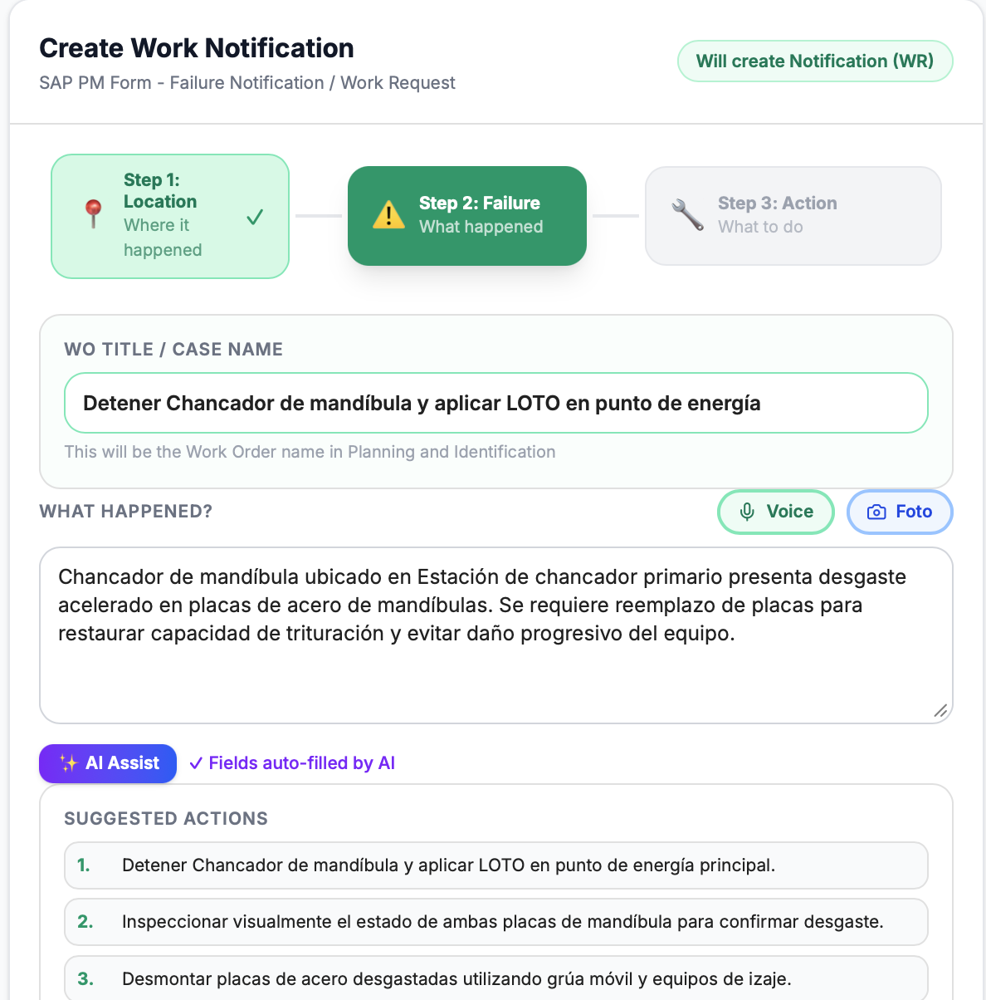 Create Work Notification
SAP PM Form - Failure Notification / Work Request
Will create Notification (WR)
Step 1:
Location
Where it
happened
Step 2: Failure
What happened
Step 3: Action
What to do
WO TITLE / CASE NAME
Detener Chancador de mandíbula y aplicar LOTO en punto de energía
This will be the Work Order name in Planning and Identification
WHAT HAPPENED?
Voice
Foto
Chancador de mandíbula ubicado en Estación de chancador primario presenta desgaste
acelerado en placas de acero de mandíbulas. Se requiere reemplazo de placas para
restaurar capacidad de trituración y evitar daño progresivo del equipo.
AI Assist
Fields auto-filled by AI
SUGGESTED ACTIONS
1. Detener Chancador de mandíbula y aplicar LOTO en punto de energía principal.
2. Inspeccionar visualmente el estado de ambas placas de mandíbula para confirmar desgaste.
3. Desmontar placas de acero desgastadas utilizando grúa móvil y equipos de izaje.